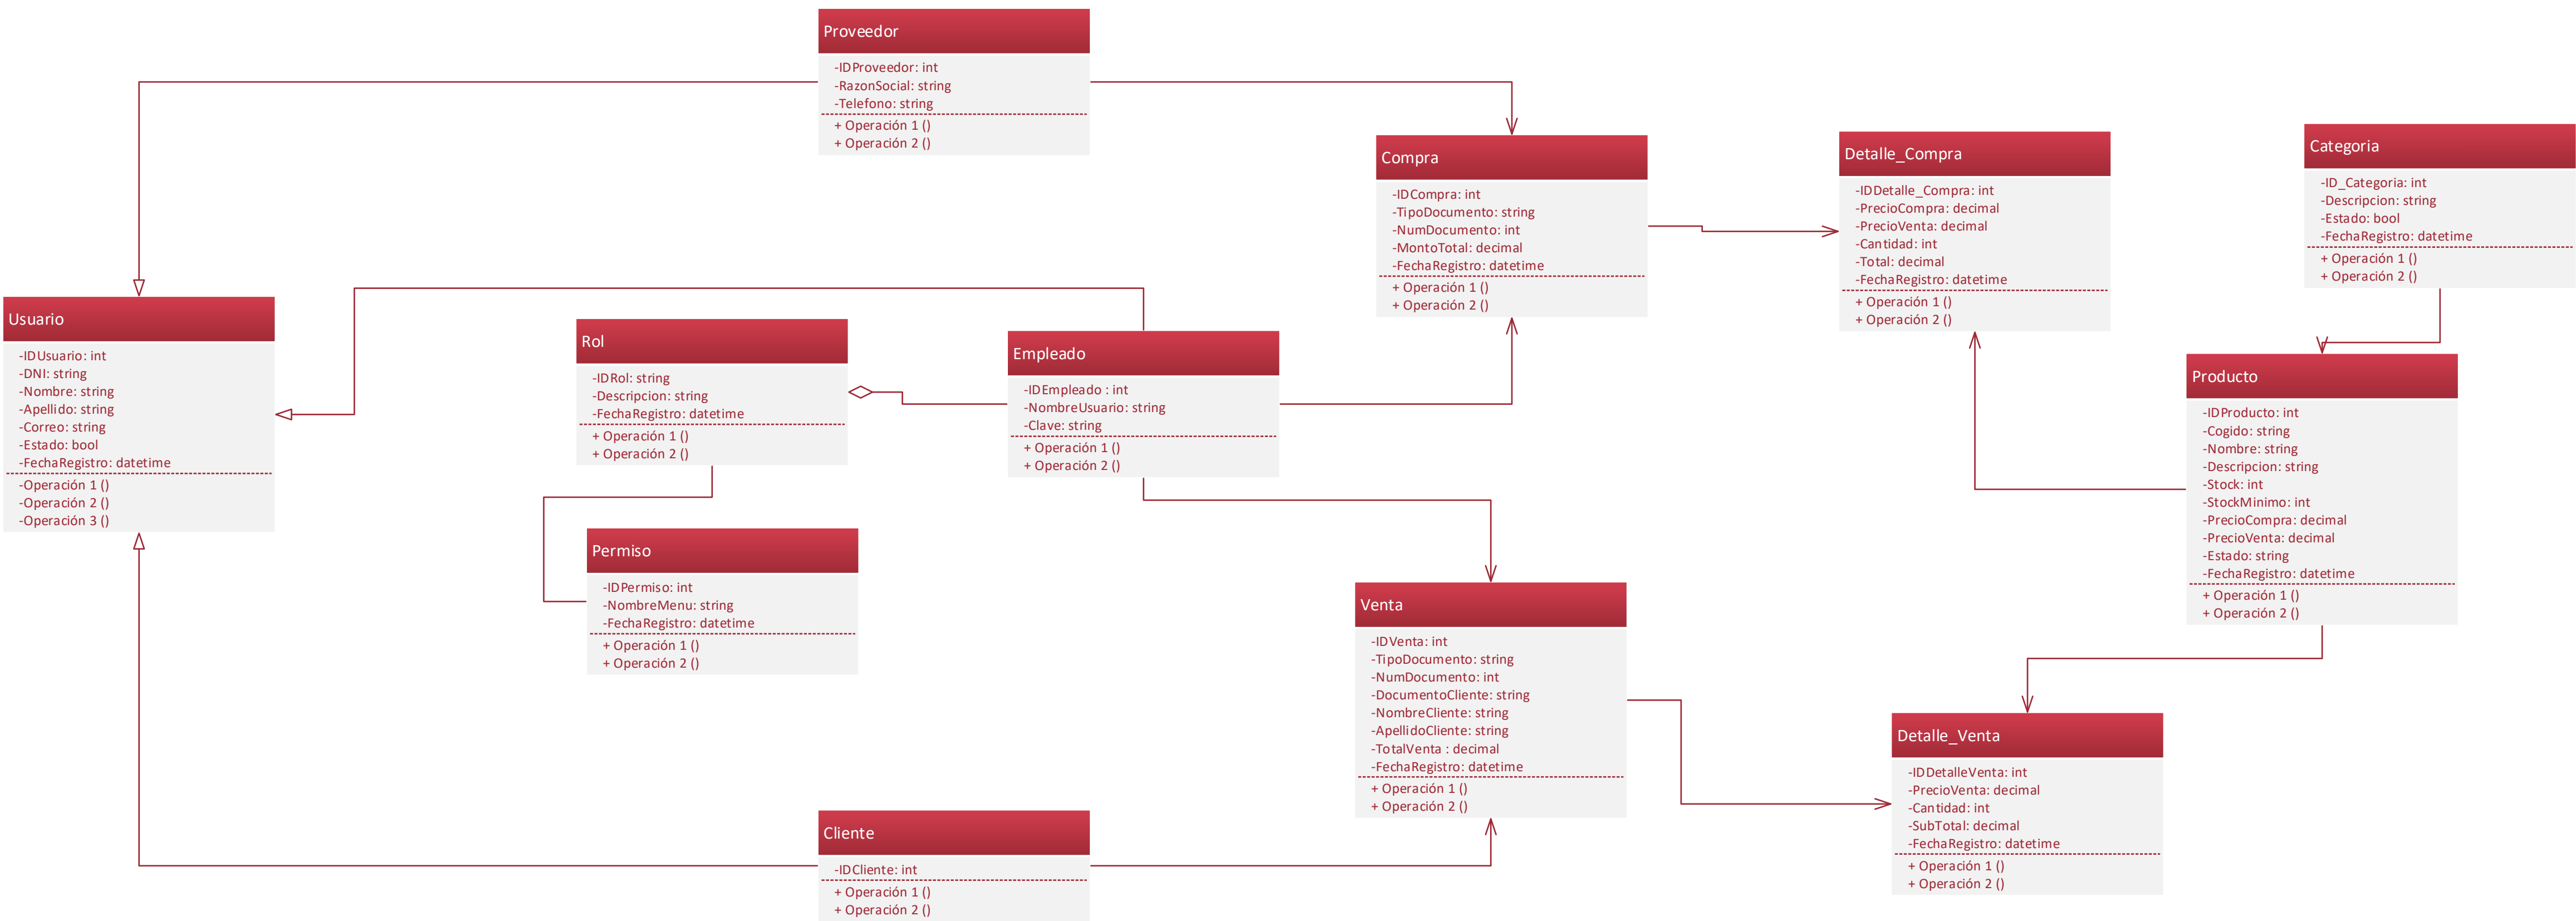 Proveedor
-IDProveedor: int
-RazonSocial: string
-Telefono: string
+ Operación 1 ()
+ Operación 2 ()
Compra
-IDCompra: int
-TipoDocumento: string
-NumDocumento: int
-MontoTotal: decimal
-FechaRegistro: datetime
+ Operación 1 ()
+ Operación 2 ()
Detalle_Compra
-IDDetalle_Compra: int
-PrecioCompra: decimal
-PrecioVenta: decimal
-Cantidad: int
-Total: decimal
-FechaRegistro: datetime
+ Operación 1 ()
+ Operación 2 ()
Categoria
-ID_Categoria: int
-Descripcion: string
-Estado: bool
-FechaRegistro: datetime
+ Operación 1 ()
+ Operación 2 ()
Usuario
-IDUsuario: int
-DNI: string
-Nombre: string
-Apellido: string
-Correo: string
-Estado: bool
-FechaRegistro: datetime
-Operación 1 ()
-Operación 2 ()
-Operación 3 ()
Rol
-IDRol: string
-Descripcion: string
-FechaRegistro: datetime
+ Operación 1 ()
+ Operación 2 ()
Empleado
-IDEmpleado : int
-NombreUsuario: string
-Clave: string
+ Operación 1 ()
+ Operación 2 ()
Producto
-IDProducto: int
-Cogido: string
-Nombre: string
-Descripcion: string
-Stock: int
-StockMinimo: int
-PrecioCompra: decimal
-PrecioVenta: decimal
-Estado: string
-FechaRegistro: datetime
+ Operación 1 ()
+ Operación 2 ()
Permiso
-IDPermiso: int
-NombreMenu: string
-FechaRegistro: datetime
+ Operación 1 ()
+ Operación 2 ()
Venta
-IDVenta: int
-TipoDocumento: string
-NumDocumento: int
-DocumentoCliente: string
-NombreCliente: string
-ApellidoCliente: string
-TotalVenta : decimal
-FechaRegistro: datetime
+ Operación 1 ()
+ Operación 2 ()
Detalle_Venta
-IDDetalleVenta: int
-PrecioVenta: decimal
-Cantidad: int
-SubTotal: decimal
-FechaRegistro: datetime
+ Operación 1 ()
+ Operación 2 ()
Cliente
-IDCliente: int
+ Operación 1 ()
+ Operación 2 ()